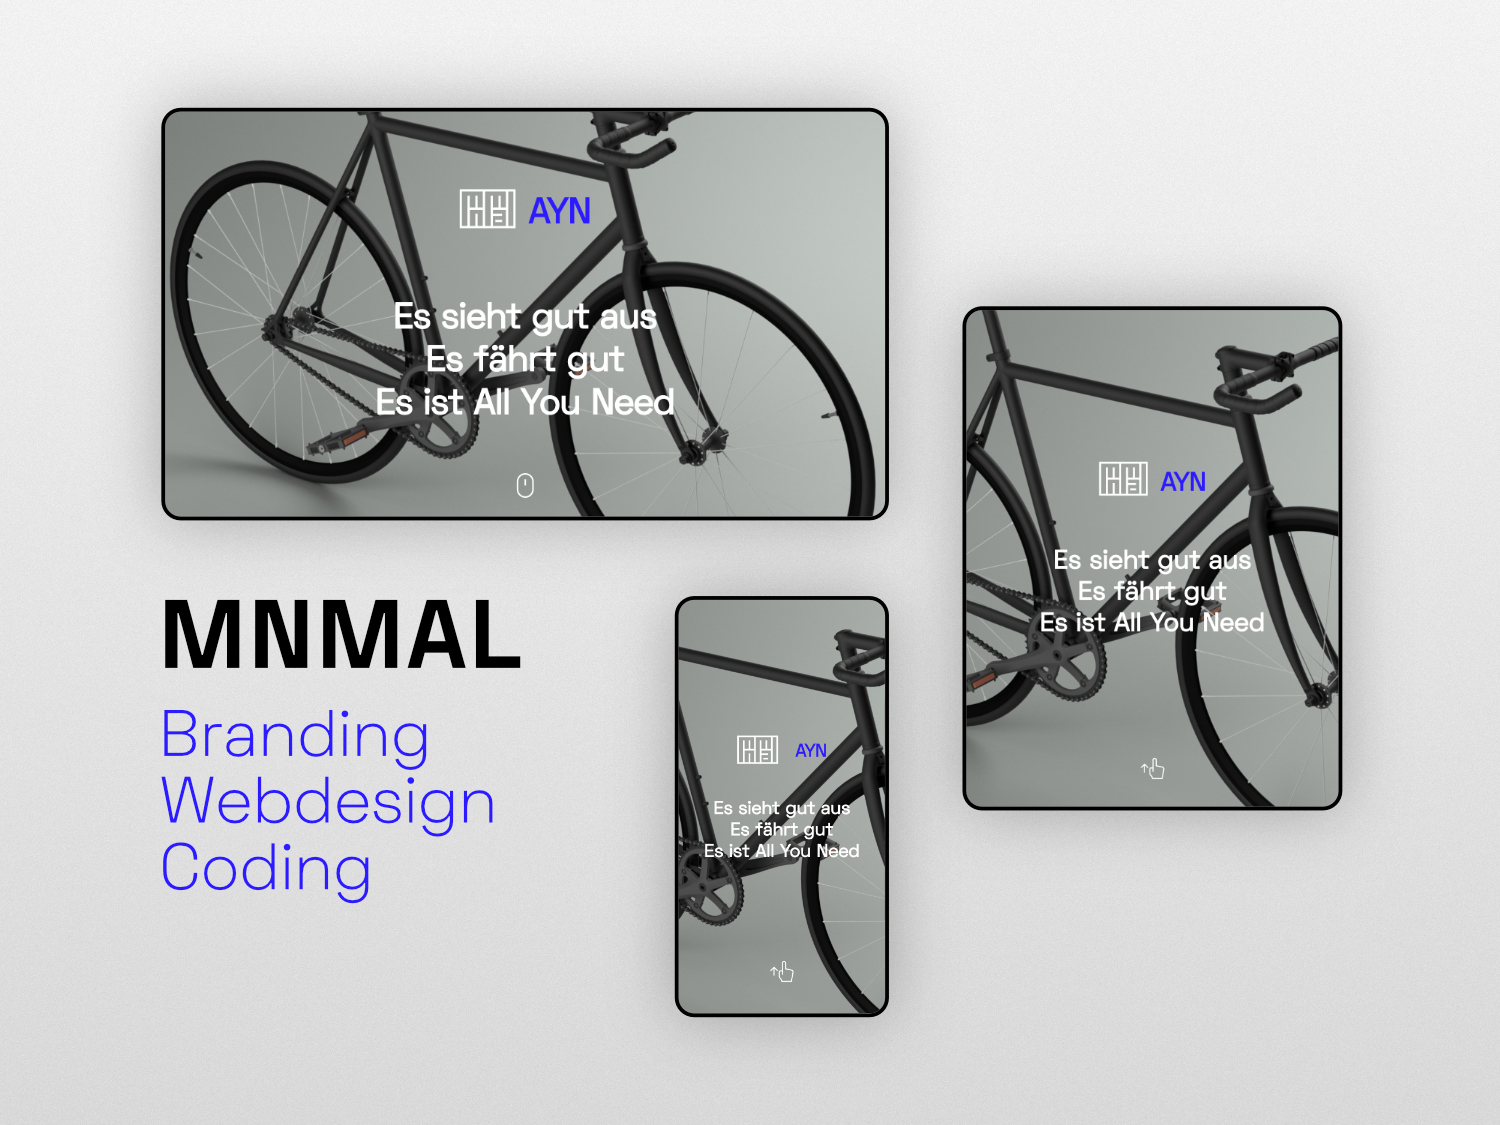 AYN
Es sieht gut aus
Es fährt gut
Es ist All You Need
AYN
Es sieht gut aus
Es fährt gut
Es ist All You Need
MNMAL
Branding
Webdesign
Coding
AYN
Es sieht gut aus
Es fährt gut
Es ist All You Need